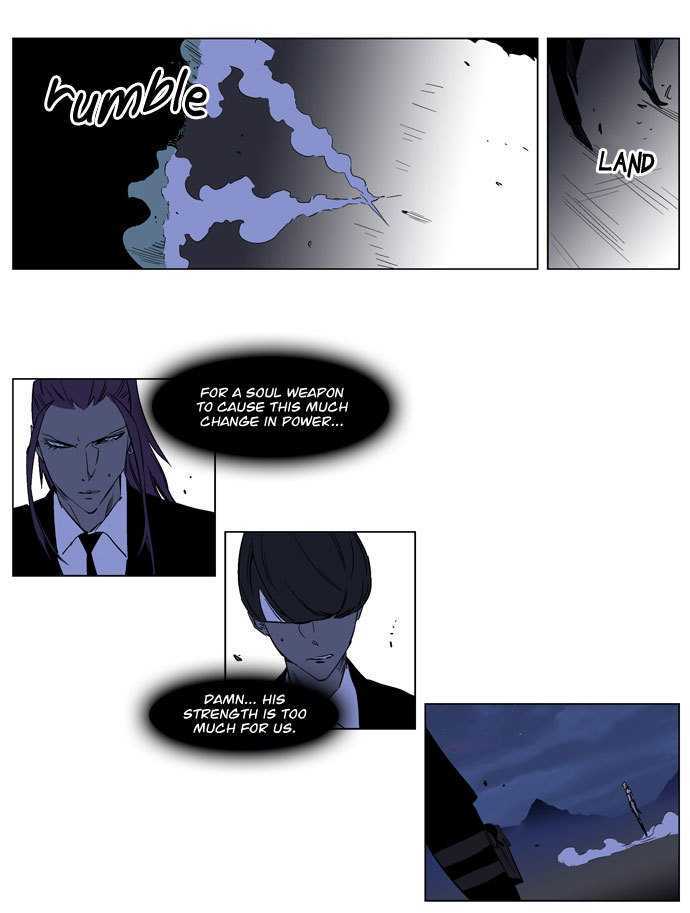 rumble
LAND
FOR A SOUL WEAPON
TO CAUSE THIS MUCH
CHANGE IN POWER...
DAMN... HIS
STRENGTH IS TOO
MUCH FOR US.